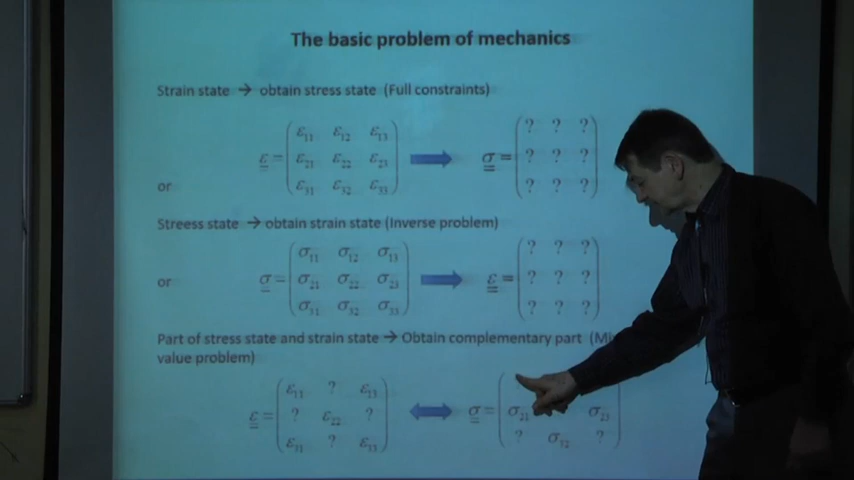 The basic problem of mechanics
Strain state → obtain stress state (Full constraints)
ε = ( ε11 ε12 ε13 ⇒ σ = ( ? ? ?
ε21 ε22 ε23 ? ? ?
ε31 ε32 ε33 ) ? ? ? )
or
Streess state → obtain strain state (Inverse problem)
σ = ( σ11 σ12 σ13 ⇒ ε = ( ? ? ?
σ21 σ22 σ23 ? ? ?
σ31 σ32 σ33 ) ? ? ? )
or
Part of stress state and strain state → Obtain complementary part
value problem)
ε = ( ε11 ? ε13 ⇔ σ = (
? ε22 ? σ21 σ23
ε31 ? ε33 ) ? σ32 ? )